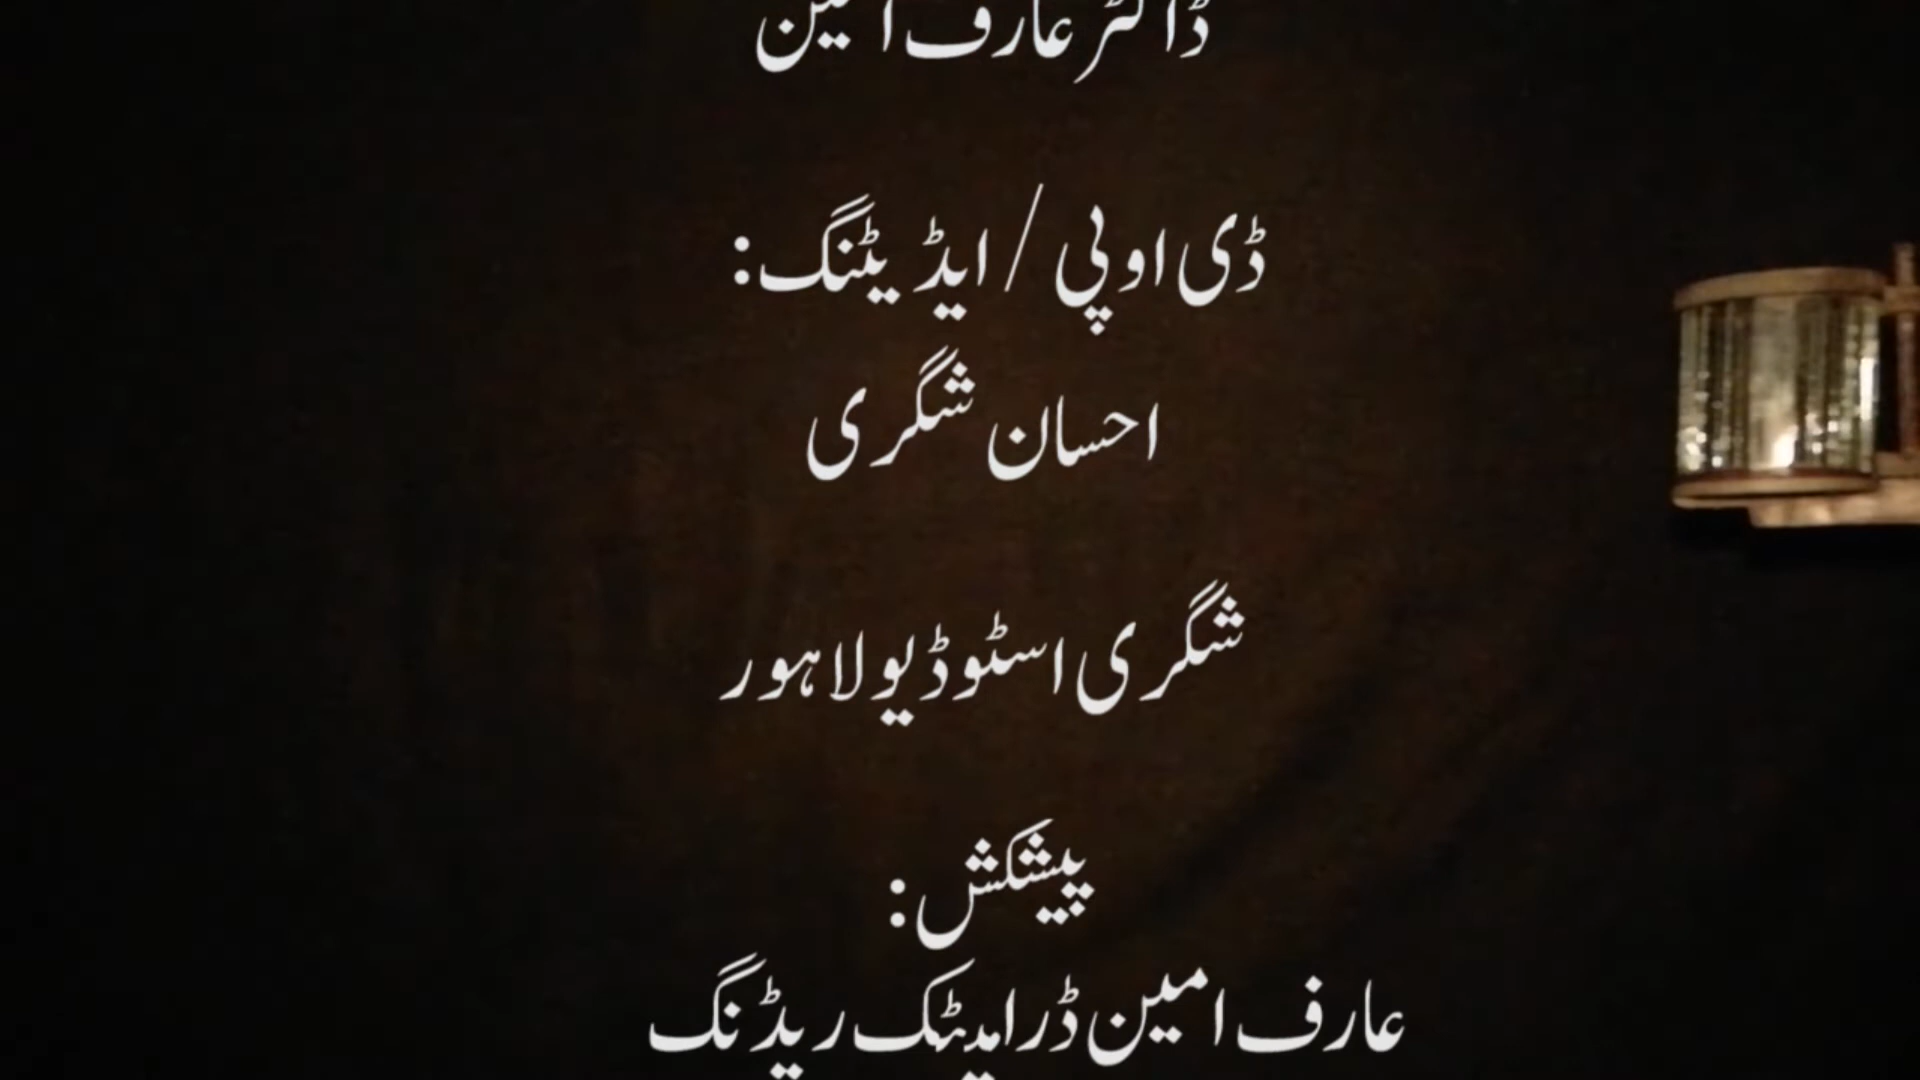 ڈاکٹر عارف امین
ڈی او پی / ایڈیٹنگ:
احسان شگری
شگری اسٹوڈیو لاہور
پیشکش:
عارف امین ڈرامیٹک ریڈنگ